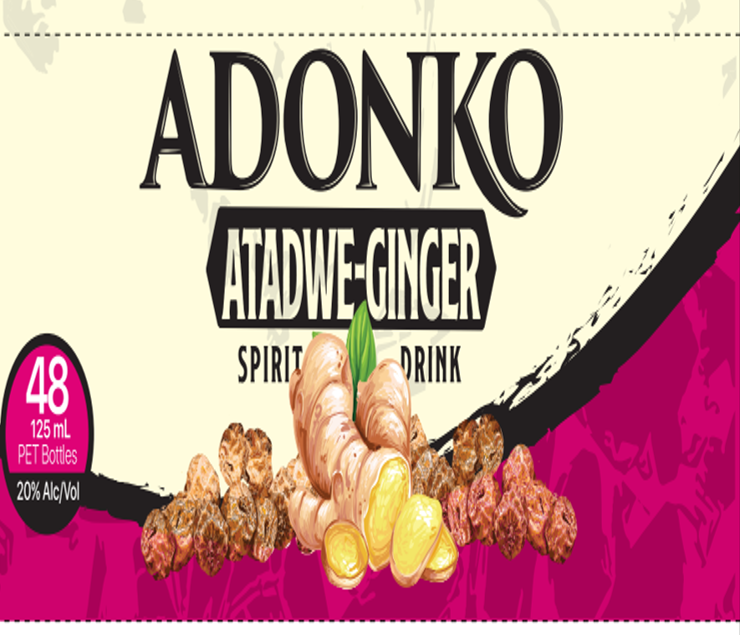 ADONKO
ATADWE-GINGER
SPIRIT DRINK
48
125 mL
PET Bottles
20% Alc/Vol